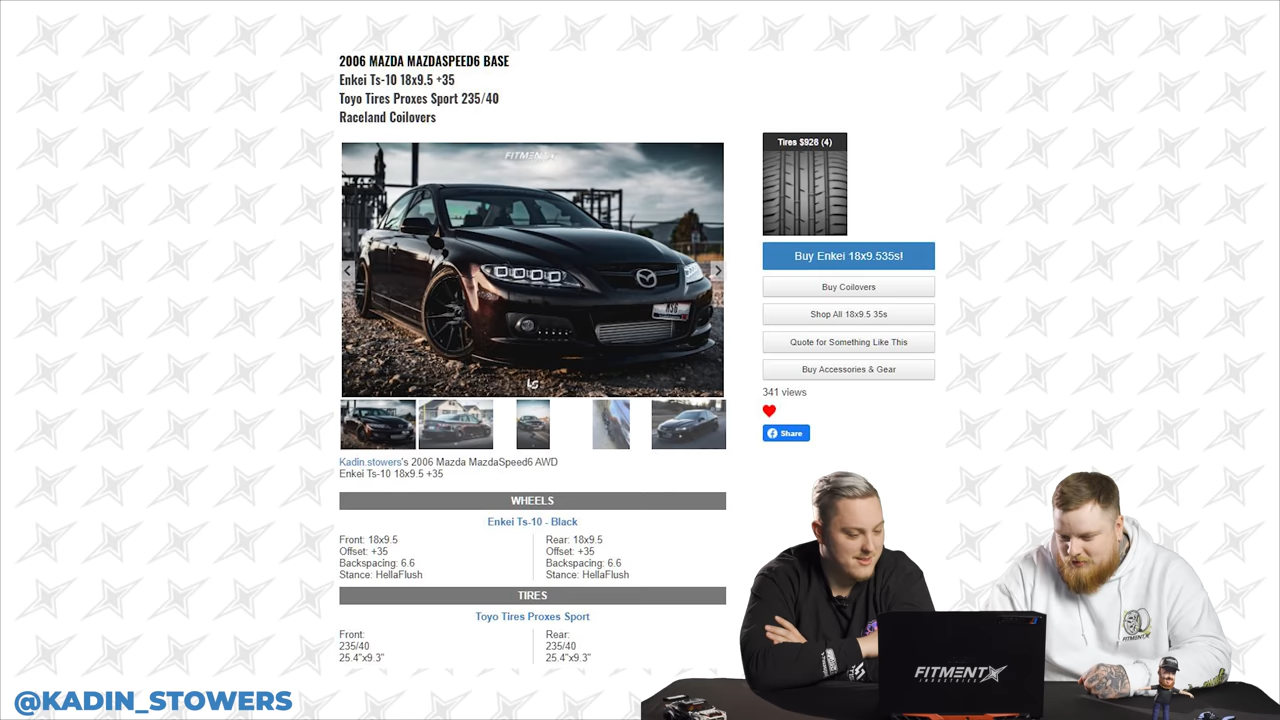 2006 MAZDA MAZDASPEED6 BASE
Enkei Ts-10 18x9.5 +35
Toyo Tires Proxes Sport 235/40
Raceland Coilovers
Tires $928 (4)
FITMENT
Buy Enkei 18x9.535s!
Buy Coilovers
Shop All 18x9.5 35s
Quote for Something Like This
Buy Accessories & Gear
341 views
Share
Kadin.stowers's 2006 Mazda MazdaSpeed6 AWD
Enkei Ts-10 18x9.5 +35
WHEELS
Enkei Ts-10 - Black
Front: 18x9.5
Offset: +35
Backspacing: 6.6
Stance: HellaFlush
Rear: 18x9.5
Offset: +35
Backspacing: 6.6
Stance: HellaFlush
TIRES
Toyo Tires Proxes Sport
Front:
235/40
25.4"x9.3"
Rear:
235/40
25.4"x9.3"
FITMENT
INDUSTRIES
FITMENT
@KADIN_STOWERS